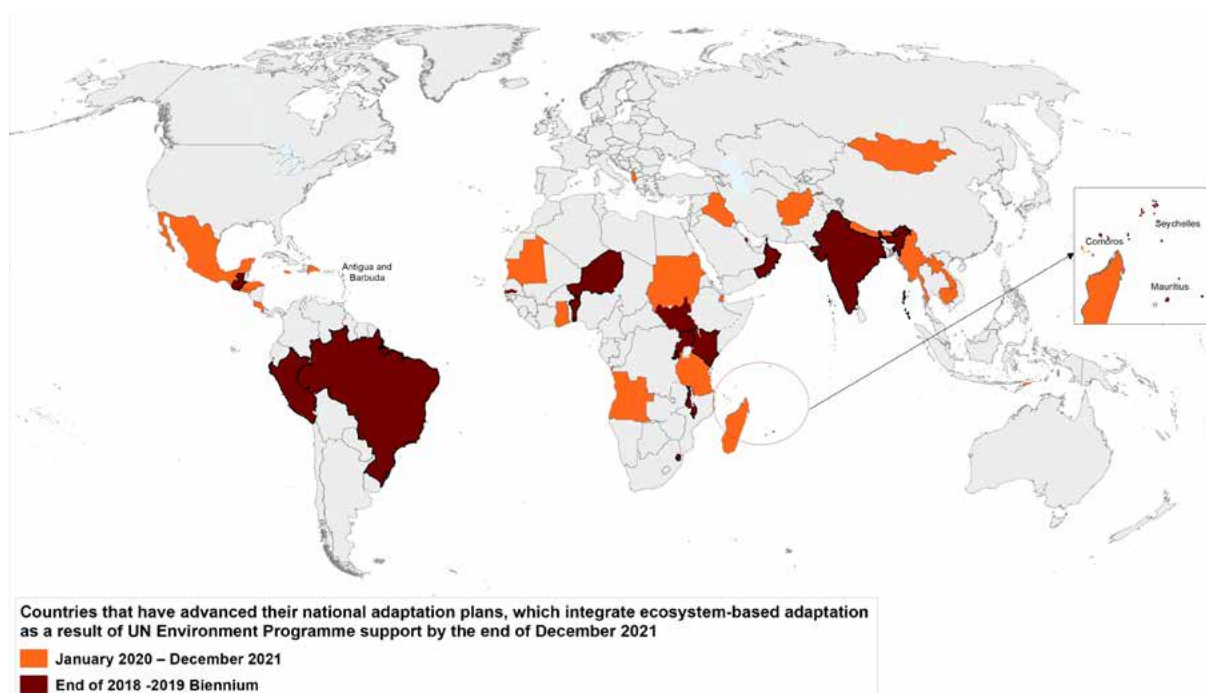 Antigua and
Barbuda
Seychelles
Comoros
Mauritius
Countries that have advanced their national adaptation plans, which integrate ecosystem-based adaptation
as a result of UN Environment Programme support by the end of December 2021
January 2020 – December 2021
End of 2018 -2019 Biennium